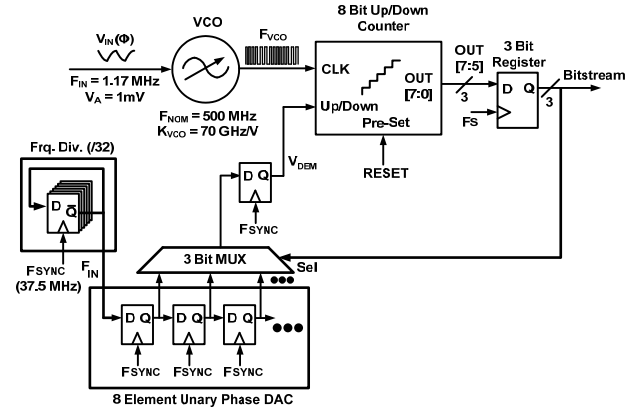 VCO
8 Bit Up/Down
Counter
VIN(Φ)
FVCO
FIN = 1.17 MHz
VA = 1mV
FNOM = 500 MHz
KVCO = 70 GHz/V
CLK
OUT
[7:0]
Up/Down
Pre-Set
RESET
OUT
[7:5]
3
3 Bit
Register
D Q
FS
3
Bitstream
Frq. Div. (/32)
D Q̅
FSYNC
(37.5 MHz)
FIN
D Q
FSYNC
VDEM
3 Bit MUX
Sel
D Q
D Q
D Q
FSYNC
FSYNC
FSYNC
8 Element Unary Phase DAC